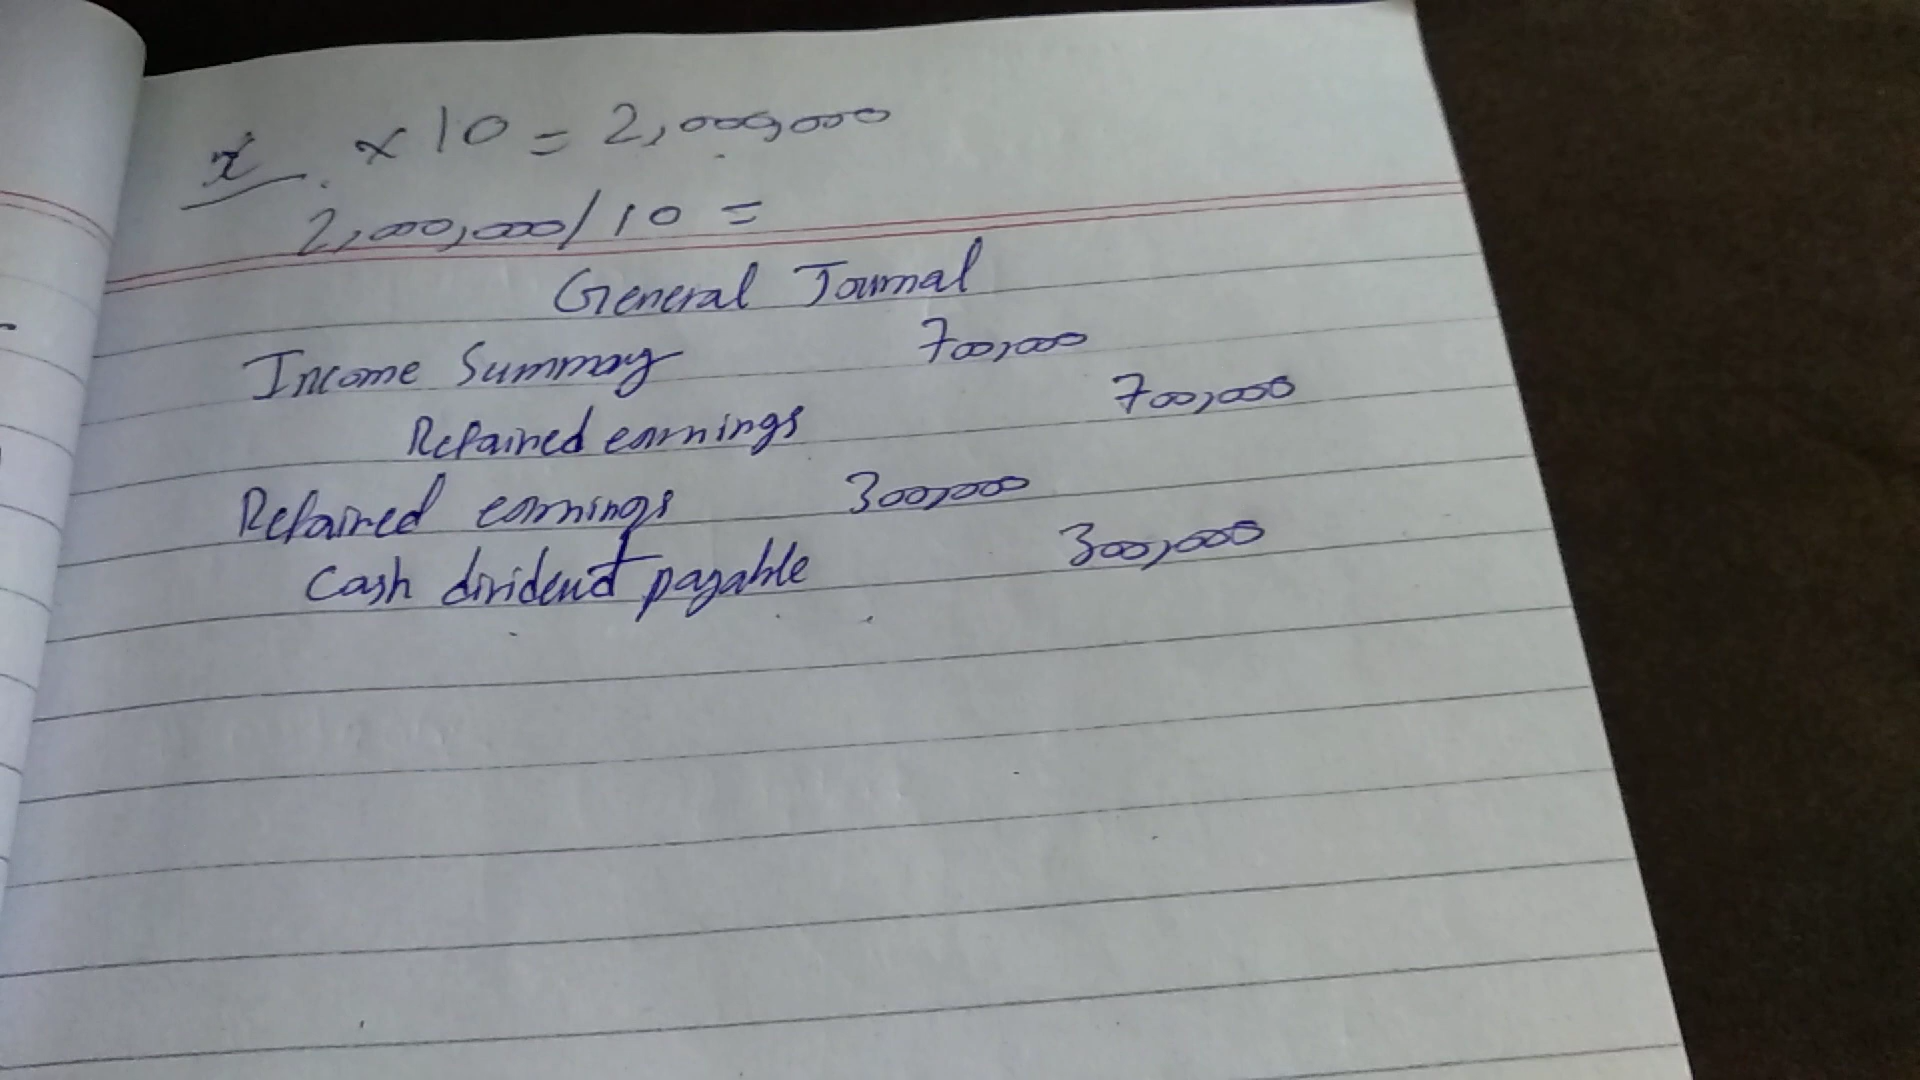 x × 10 = 2,000,000
2,000,000/10 =
General Journal
Income Summary 700,000
Retained earnings 700,000
Retained earnings 300,000
Cash dividend payable 300,000